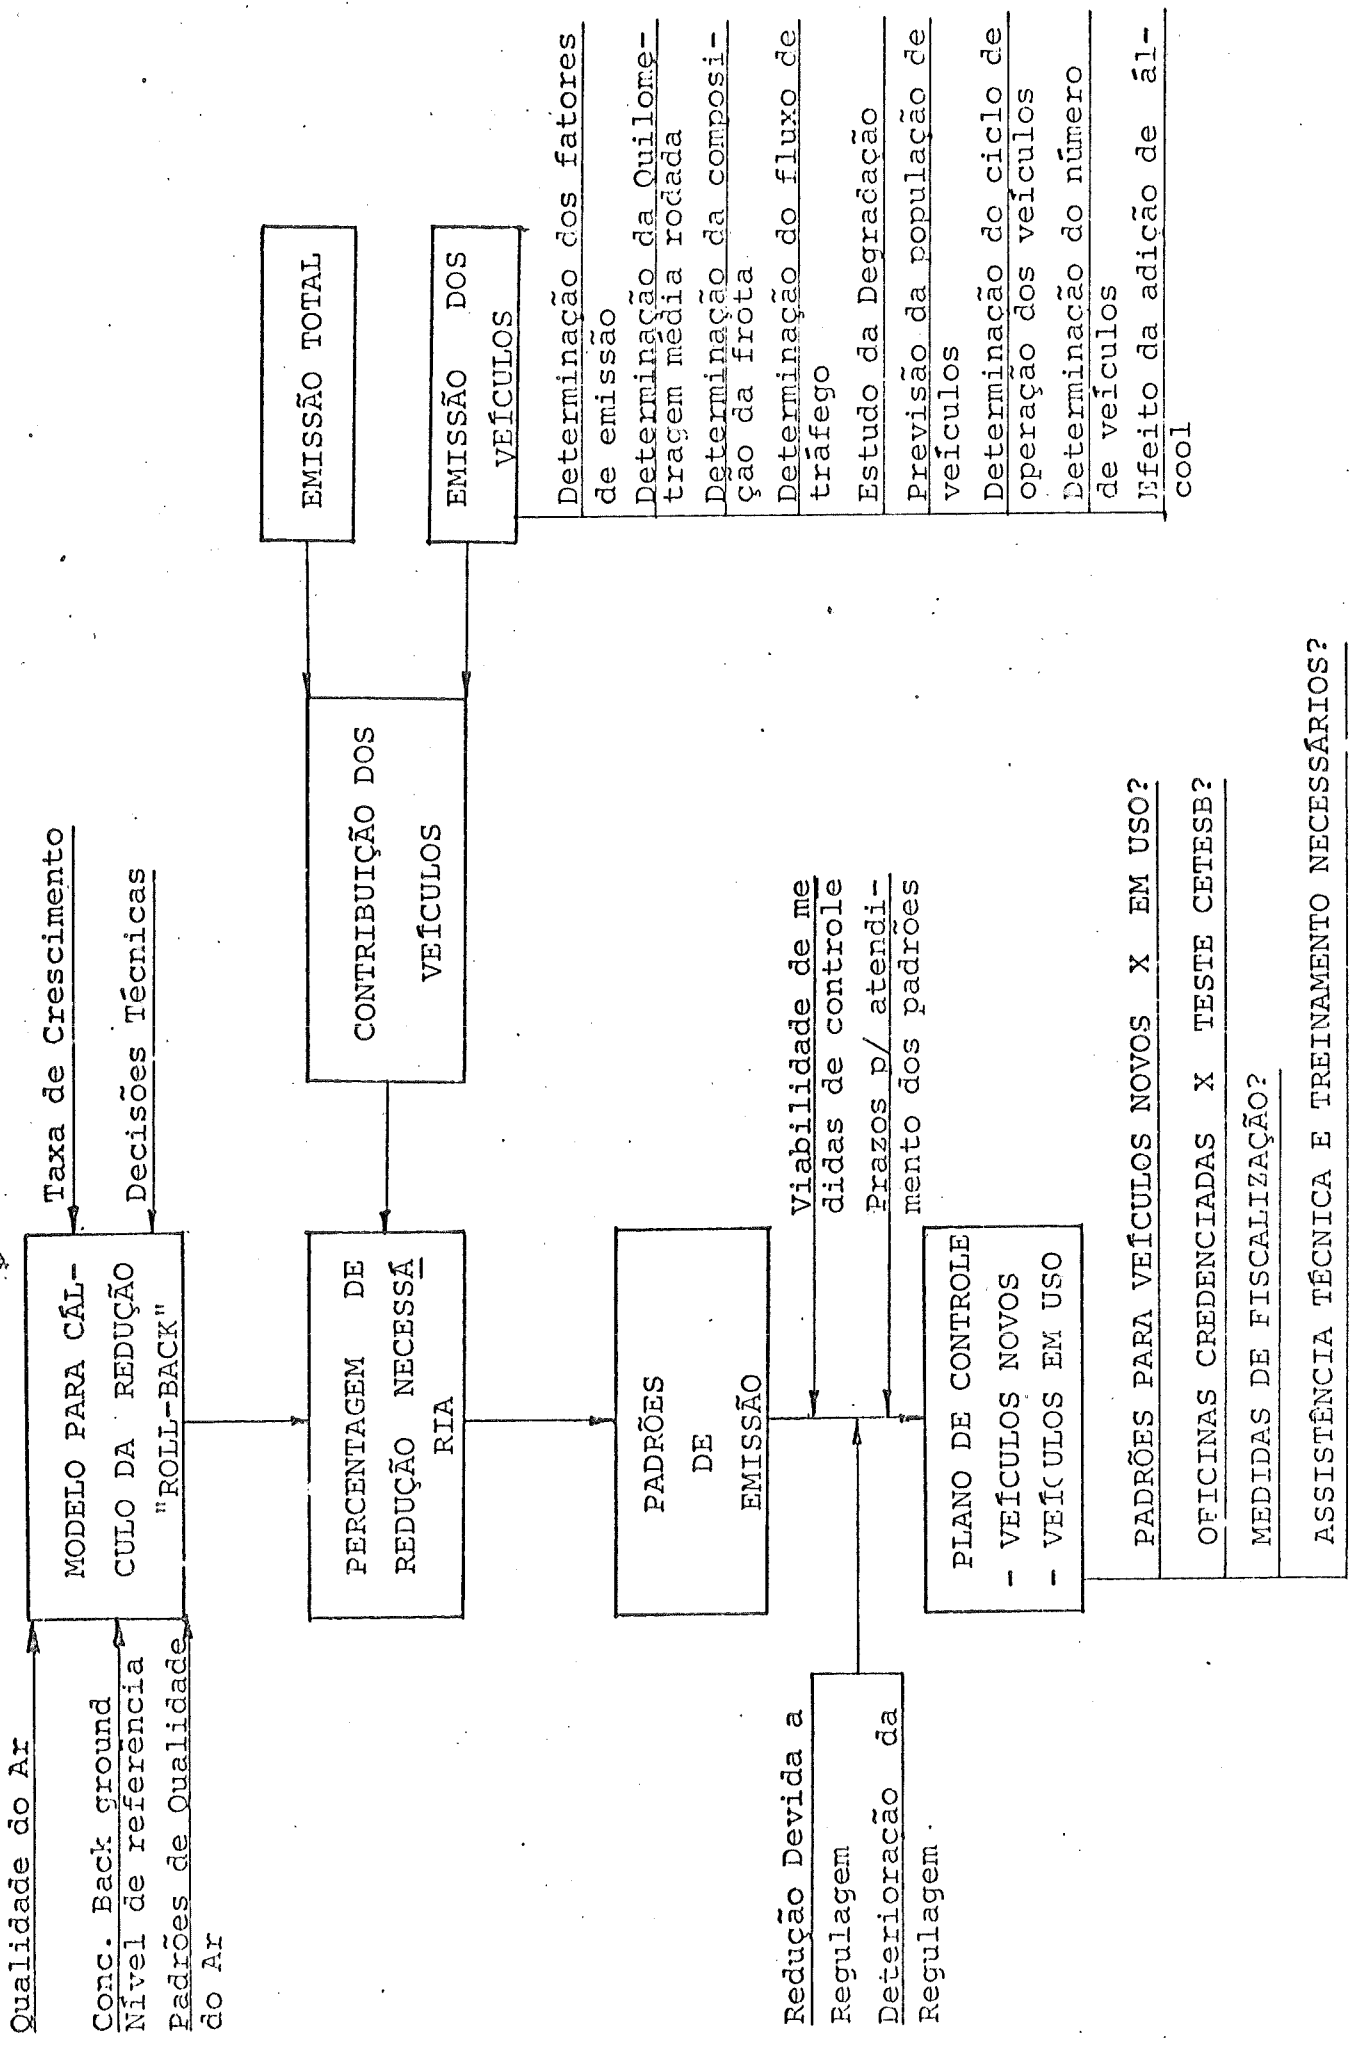 Qualidade do Ar
Conc. Back ground
Nível de referência
Padrões de Qualidade
do Ar
MODELO PARA CÁL-
CULO DA REDUÇÃO
"ROLL-BACK"
Taxa de Crescimento
Decisões Técnicas
PERCENTAGEM DE
REDUÇÃO NECESSÁ
RIA
CONTRIBUIÇÃO DOS
VEÍCULOS
EMISSÃO TOTAL
EMISSÃO DOS
VEÍCULOS
Determinação dos fatores
de emissão
Determinação da Quilome-
tragem média rodada
Determinação da composi-
ção da frota
Determinação do fluxo de
tráfego
Estudo da Degradação
Previsão da população de
veículos
Determinação do ciclo de
operação dos veículos
Determinação do número
de veículos
Efeito da adição de ál-
cool
PADRÕES
DE
EMISSÃO
Viabilidade de me
didas de controle
Prazos p/ atendi-
mento dos padrões
Redução Devida a
Regulagem
Deterioração da
Regulagem.
PLANO DE CONTROLE
- VEÍCULOS NOVOS
- VEÍCULOS EM USO
PADRÕES PARA VEÍCULOS NOVOS X EM USO?
OFICINAS CREDENCIADAS X TESTE CETESB?
MEDIDAS DE FISCALIZAÇÃO?
ASSISTÊNCIA TÉCNICA E TREINAMENTO NECESSÁRIOS?